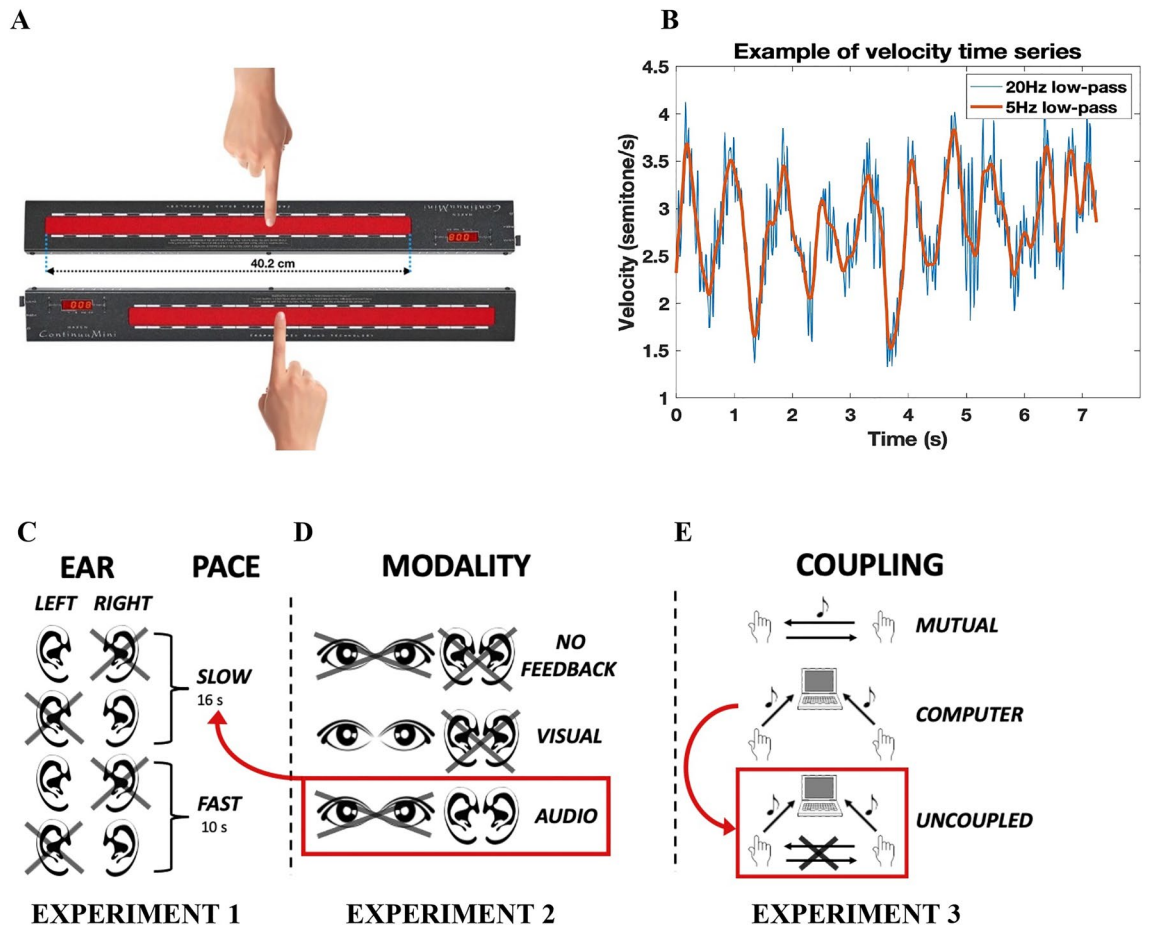 A
B
Example of velocity time series
20Hz low-pass
5Hz low-pass
Velocity (semitone/s)
4.5
4
3.5
3
2.5
2
1.5
1
0 1 2 3 4 5 6 7
Time (s)
40.2 cm
800
ContinuuMini
008
ContinuuMini
C
D
E
EAR
PACE
MODALITY
COUPLING
LEFT RIGHT
SLOW
16 s
FAST
10 s
NO
FEEDBACK
VISUAL
AUDIO
MUTUAL
COMPUTER
UNCOUPLED
EXPERIMENT 1
EXPERIMENT 2
EXPERIMENT 3